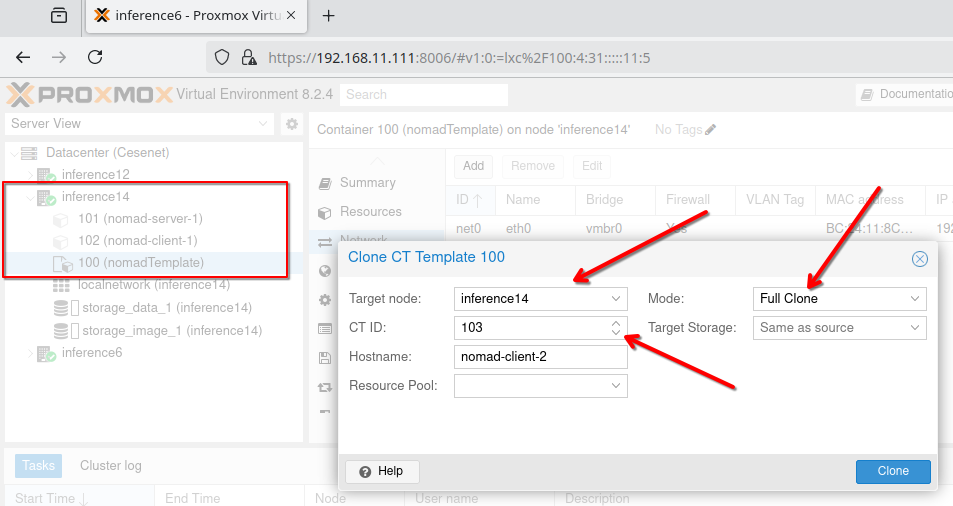 inference6 - Proxmox Virtu
https://192.168.11.111:8006/#v1:0:=lxc%2F100:4:31:::::11:5
PROXMOX Virtual Environment 8.2.4 Search Documentatio
Server View
Container 100 (nomadTemplate) on node 'inference14' No Tags
Datacenter (Cesenet)
inference12
inference14
101 (nomad-server-1)
102 (nomad-client-1)
100 (nomadTemplate)
localnetwork (inference14)
storage_data_1 (inference14)
storage_image_1 (inference14)
inference6
Summary
Resources
Network
Add Remove Edit
ID Name Bridge Firewall VLAN Tag MAC address IP
net0 eth0 vmbr0 Yes BC:24:11:8C... 192
Clone CT Template 100
Target node: inference14 Mode: Full Clone
CT ID: 103 Target Storage: Same as source
Hostname: nomad-client-2
Resource Pool:
Help Clone
Tasks Cluster log
Start Time End Time Node User name Description